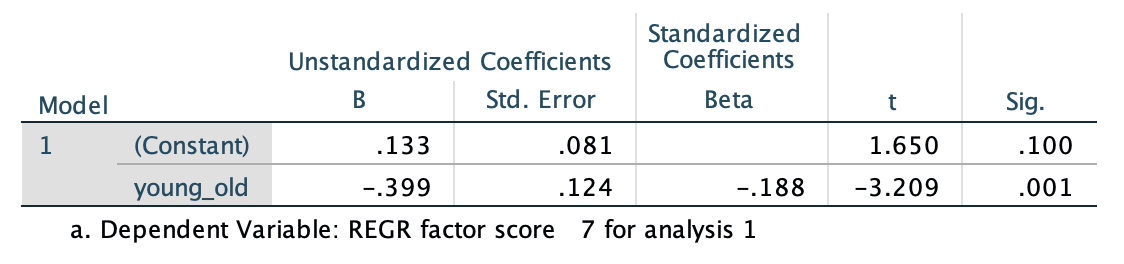 Unstandardized Coefficients Standardized Coefficients
Model B Std. Error Beta t Sig.
1 (Constant) .133 .081 1.650 .100
young_old -.399 .124 -.188 -3.209 .001
a. Dependent Variable: REGR factor score 7 for analysis 1